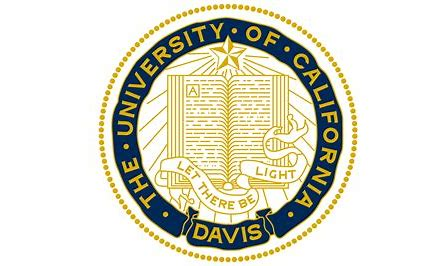 · THE · UNIVERSITY · OF · CALIFORNIA ·
A
LET THERE BE LIGHT
DAVIS